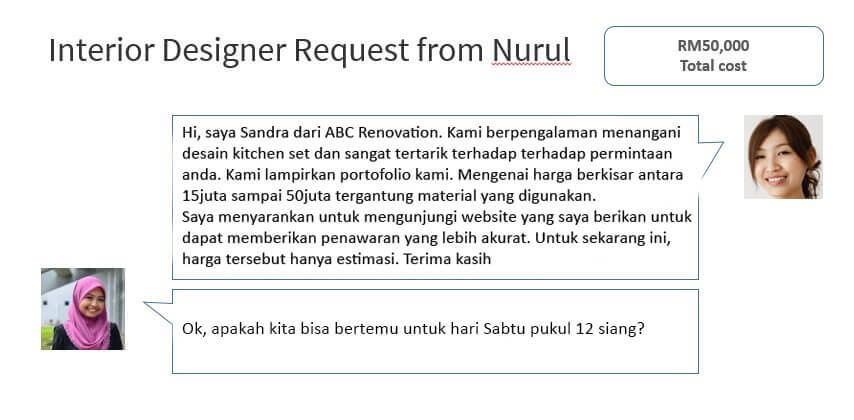 Interior Designer Request from Nurul
RM50,000
Total cost
Hi, saya Sandra dari ABC Renovation. Kami berpengalaman menangani
desain kitchen set dan sangat tertarik terhadap terhadap permintaan
anda. Kami lampirkan portofolio kami. Mengenai harga berkisar antara
15juta sampai 50juta tergantung material yang digunakan.
Saya menyarankan untuk mengunjungi website yang saya berikan untuk
dapat memberikan penawaran yang lebih akurat. Untuk sekarang ini,
harga tersebut hanya estimasi. Terima kasih
Ok, apakah kita bisa bertemu untuk hari Sabtu pukul 12 siang?